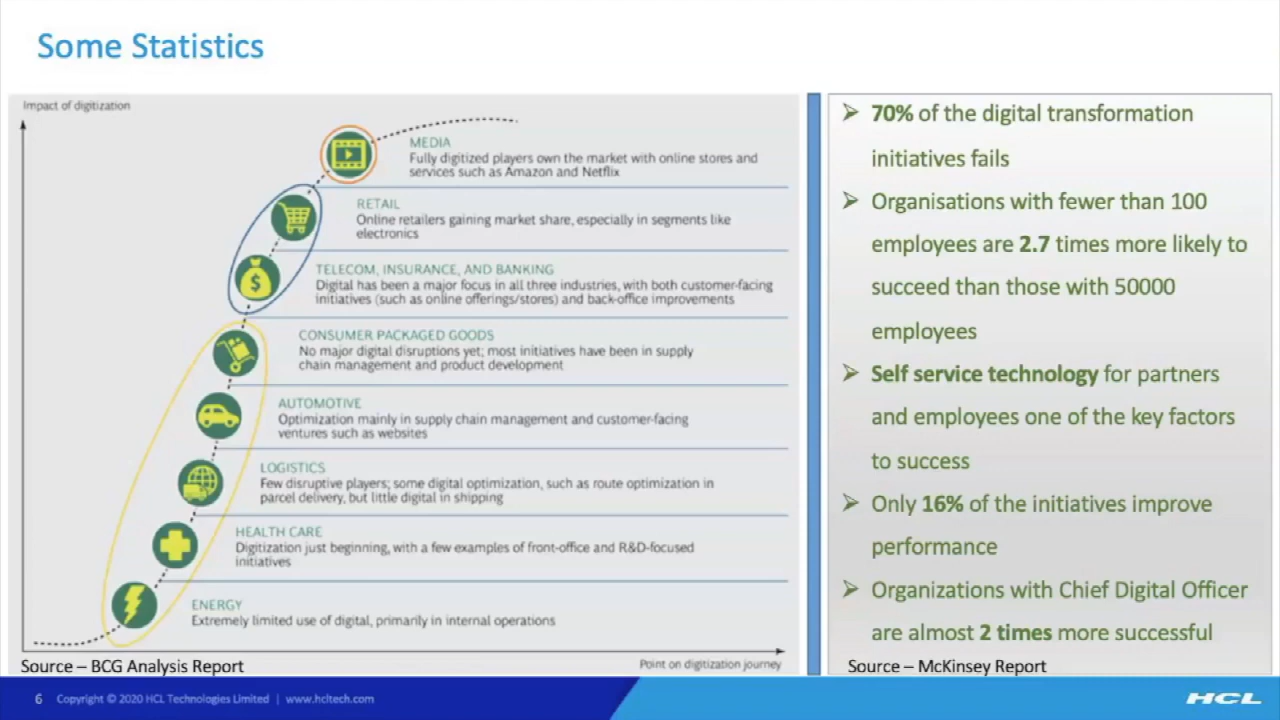 Some Statistics
Impact of digitization
MEDIA
Fully digitized players own the market with online stores and
services such as Amazon and Netflix
RETAIL
Online retailers gaining market share, especially in segments like
electronics
TELECOM, INSURANCE, AND BANKING
Digital has been a major focus in all three industries, with both customer-facing
initiatives (such as online offerings/stores) and back-office improvements
CONSUMER PACKAGED GOODS
No major digital disruptions yet; most initiatives have been in supply
chain management and product development
AUTOMOTIVE
Optimization mainly in supply chain management and customer-facing
ventures such as websites
LOGISTICS
Few disruptive players; some digital optimization, such as route optimization in
parcel delivery, but little digital in shipping
HEALTH CARE
Digitization just beginning, with a few examples of front-office and R&D-focused
initiatives
ENERGY
Extremely limited use of digital, primarily in internal operations
Point on digitization journey
Source – BCG Analysis Report
➢ 70% of the digital transformation
initiatives fails
➢ Organisations with fewer than 100
employees are 2.7 times more likely to
succeed than those with 50000
employees
➢ Self service technology for partners
and employees one of the key factors
to success
➢ Only 16% of the initiatives improve
performance
➢ Organizations with Chief Digital Officer
are almost 2 times more successful
Source – McKinsey Report
6 Copyright © 2020 HCL Technologies Limited | www.hcltech.com
HCL